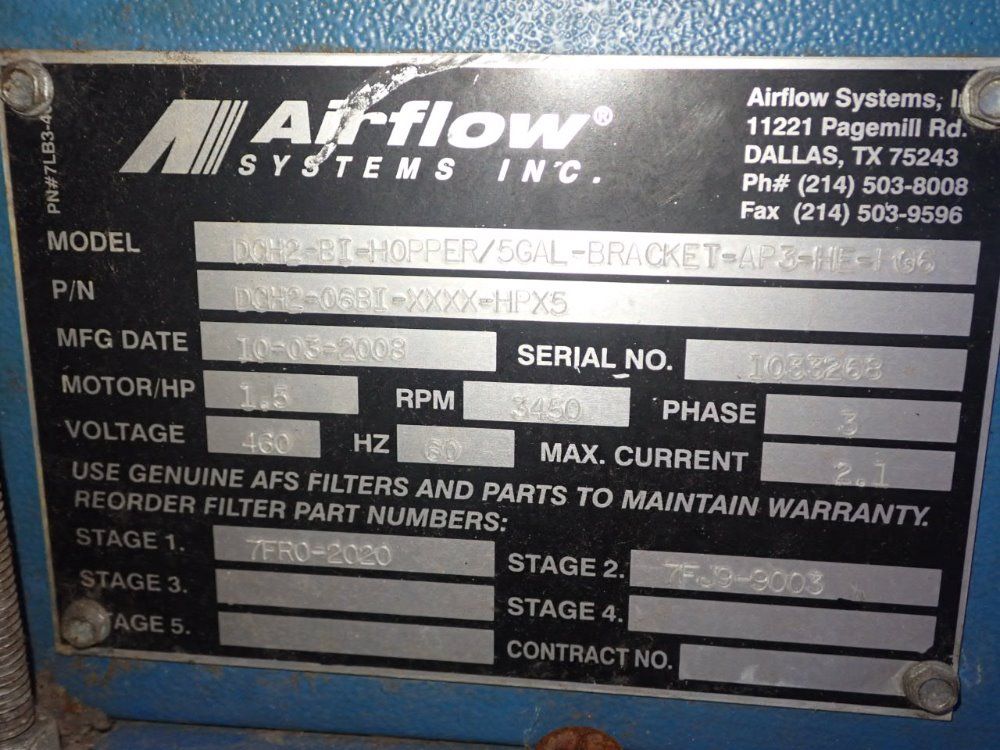 Airflow®
SYSTEMS INC.
Airflow Systems,
11221 Pagemill Rd.
DALLAS, TX 75243
Ph# (214) 503-8008
Fax (214) 503-9596
PN#7LB3-4
MODEL DCH2-BI-HOPPER/5GAL-BRACKET-AP3-HE-
P/N DCH2-06BI-XXXX-HPX5
MFG DATE 10-03-2008 SERIAL NO. 1033268
MOTOR/HP 1.5 RPM 3450 PHASE 3
VOLTAGE 460 HZ 60 MAX. CURRENT 2.1
USE GENUINE AFS FILTERS AND PARTS TO MAINTAIN WARRANTY.
REORDER FILTER PART NUMBERS:
STAGE 1. 7FR0-2020 STAGE 2. 7FJ9-9003
STAGE 3. STAGE 4.
STAGE 5. CONTRACT NO.